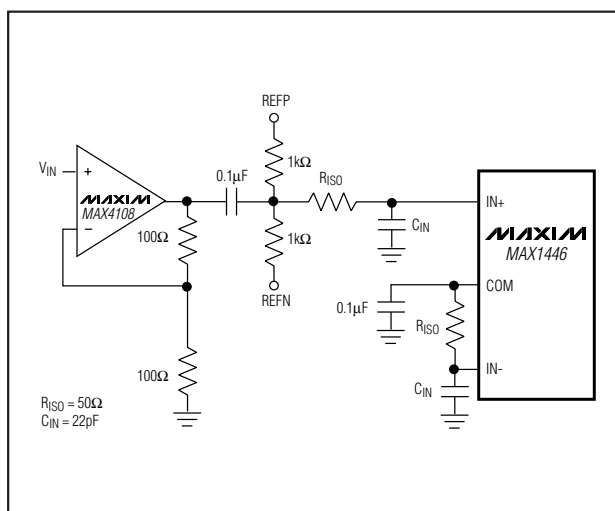 REFP
V_IN
+
MAXIM
MAX4108
−
0.1µF
1kΩ
R_ISO
100Ω
1kΩ
REFN
C_IN
IN+
MAXIM
MAX1446
COM
0.1µF
R_ISO
IN-
C_IN
100Ω
R_ISO = 50Ω
C_IN = 22pF